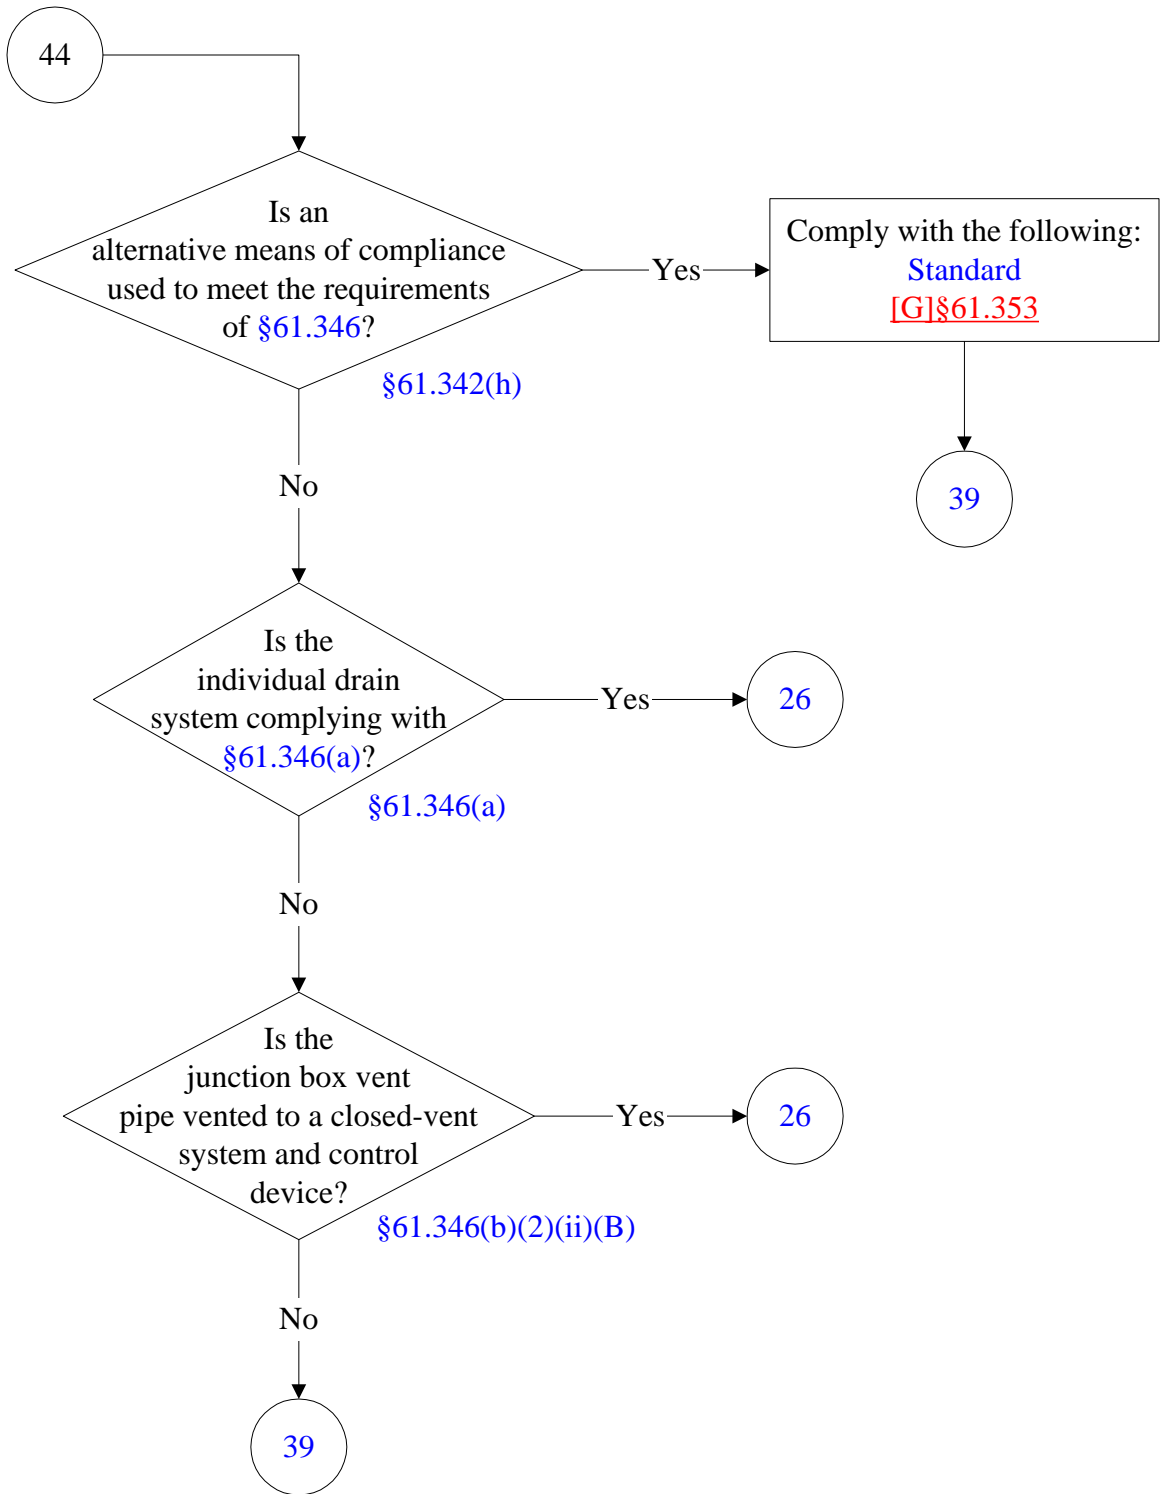 44
Is an
alternative means of compliance
used to meet the requirements
of §61.346?
§61.342(h)
Yes
Comply with the following:
Standard
[G]§61.353
39
No
Is the
individual drain
system complying with
§61.346(a)?
§61.346(a)
Yes
26
No
Is the
junction box vent
pipe vented to a closed-vent
system and control
device?
§61.346(b)(2)(ii)(B)
Yes
26
No
39